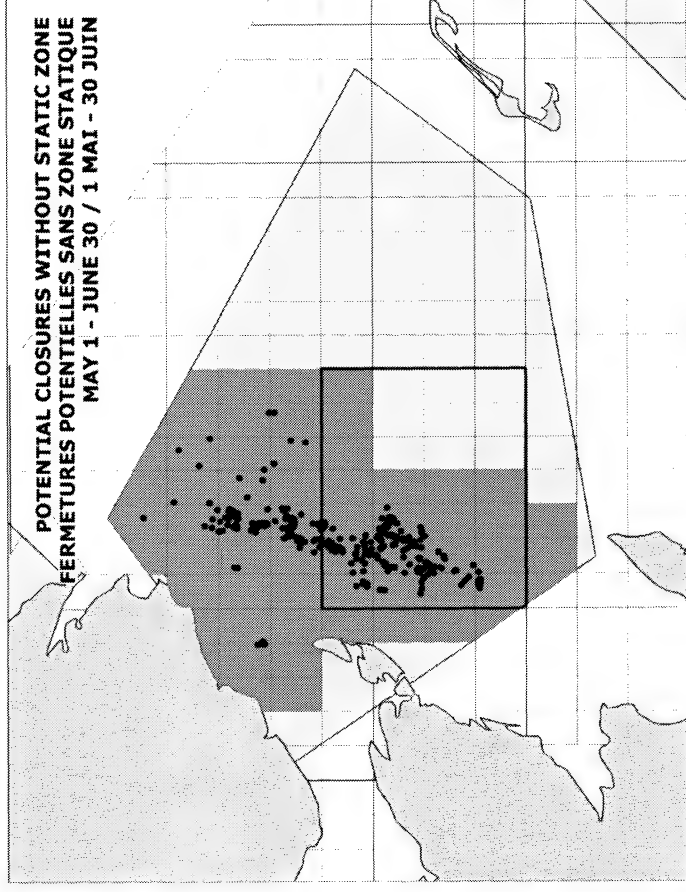 POTENTIAL CLOSURES WITHOUT STATIC ZONE
FERMETURES POTENTIELLES SANS ZONE STATIQUE
MAY 1 - JUNE 30 / 1 MAI - 30 JUIN